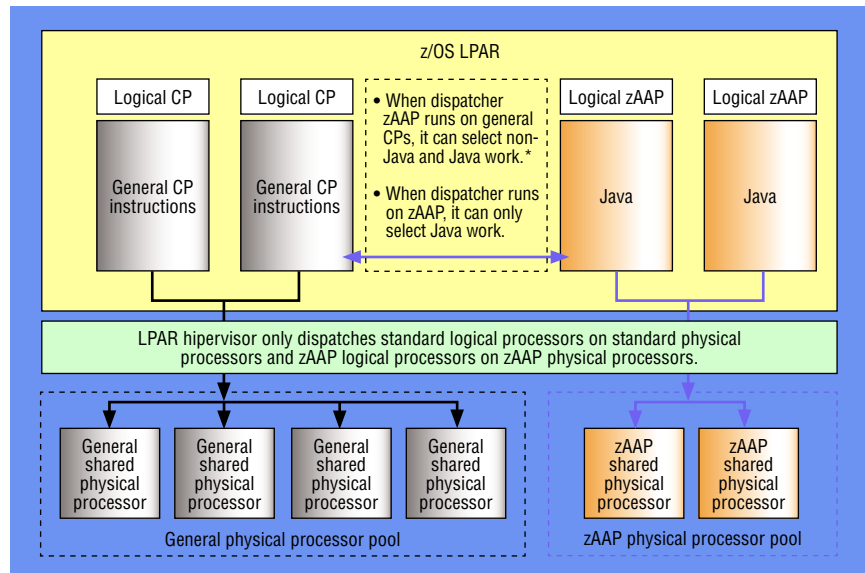 z/OS LPAR
Logical CP
Logical CP
Logical zAAP
Logical zAAP
General CP
instructions
General CP
instructions
• When dispatcher
zAAP runs on general
CPs, it can select non-
Java and Java work.*
• When dispatcher runs
on zAAP, it can only
select Java work.
Java
Java
LPAR hipervisor only dispatches standard logical processors on standard physical
processors and zAAP logical processors on zAAP physical processors.
General
shared
physical
processor
General
shared
physical
processor
General
shared
physical
processor
General
shared
physical
processor
zAAP
shared
physical
processor
zAAP
shared
physical
processor
General physical processor pool
zAAP physical processor pool